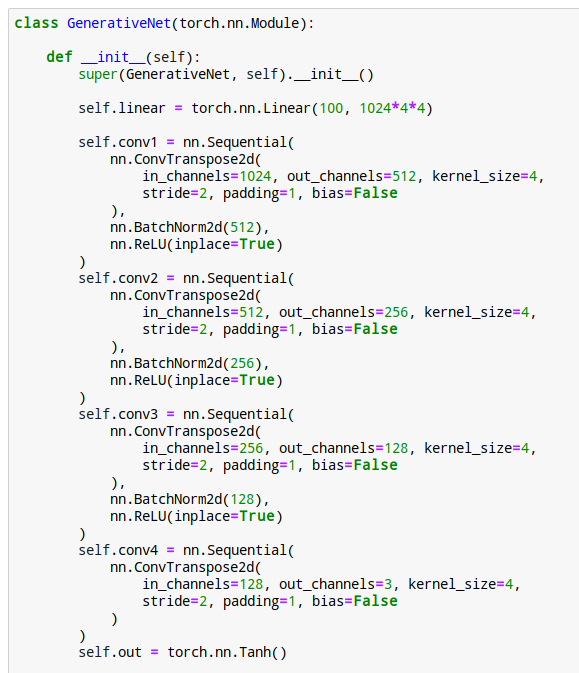 class GenerativeNet(torch.nn.Module):
    def __init__(self):
        super(GenerativeNet, self).__init__()
        self.linear = torch.nn.Linear(100, 1024*4*4)
        self.conv1 = nn.Sequential(
            nn.ConvTranspose2d(
                in_channels=1024, out_channels=512, kernel_size=4,
                stride=2, padding=1, bias=False
            ),
            nn.BatchNorm2d(512),
            nn.ReLU(inplace=True)
        )
        self.conv2 = nn.Sequential(
            nn.ConvTranspose2d(
                in_channels=512, out_channels=256, kernel_size=4,
                stride=2, padding=1, bias=False
            ),
            nn.BatchNorm2d(256),
            nn.ReLU(inplace=True)
        )
        self.conv3 = nn.Sequential(
            nn.ConvTranspose2d(
                in_channels=256, out_channels=128, kernel_size=4,
                stride=2, padding=1, bias=False
            ),
            nn.BatchNorm2d(128),
            nn.ReLU(inplace=True)
        )
        self.conv4 = nn.Sequential(
            nn.ConvTranspose2d(
                in_channels=128, out_channels=3, kernel_size=4,
                stride=2, padding=1, bias=False
            )
        )
        self.out = torch.nn.Tanh()